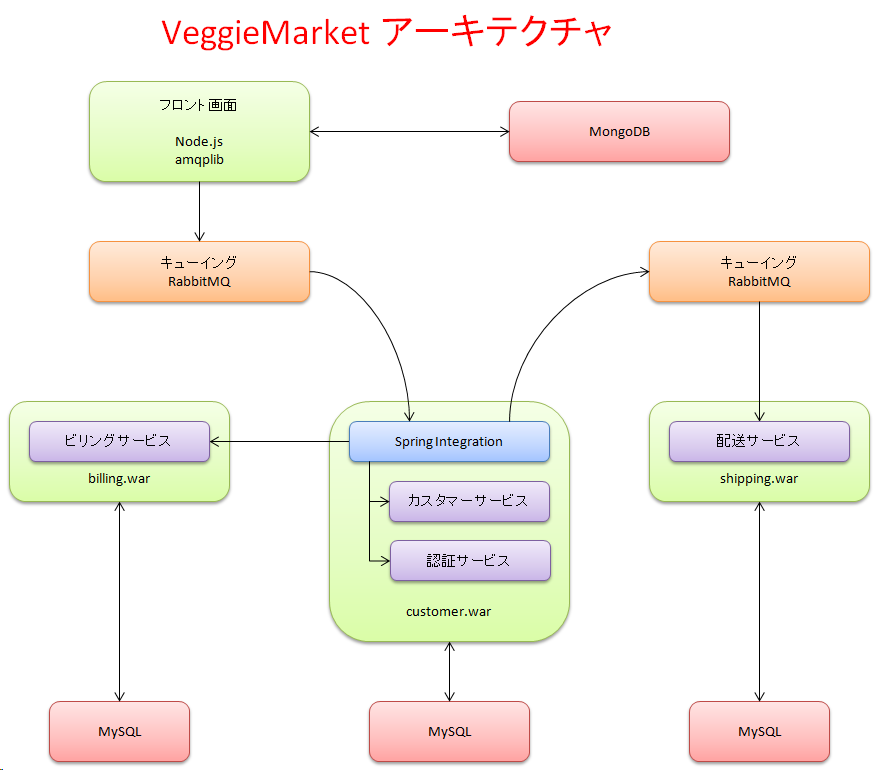 VeggieMarket アーキテクチャ
フロント画面
Node.js
amqplib
MongoDB
キューイング
RabbitMQ
キューイング
RabbitMQ
ビリングサービス
billing.war
Spring Integration
カスタマーサービス
認証サービス
customer.war
配送サービス
shipping.war
MySQL
MySQL
MySQL